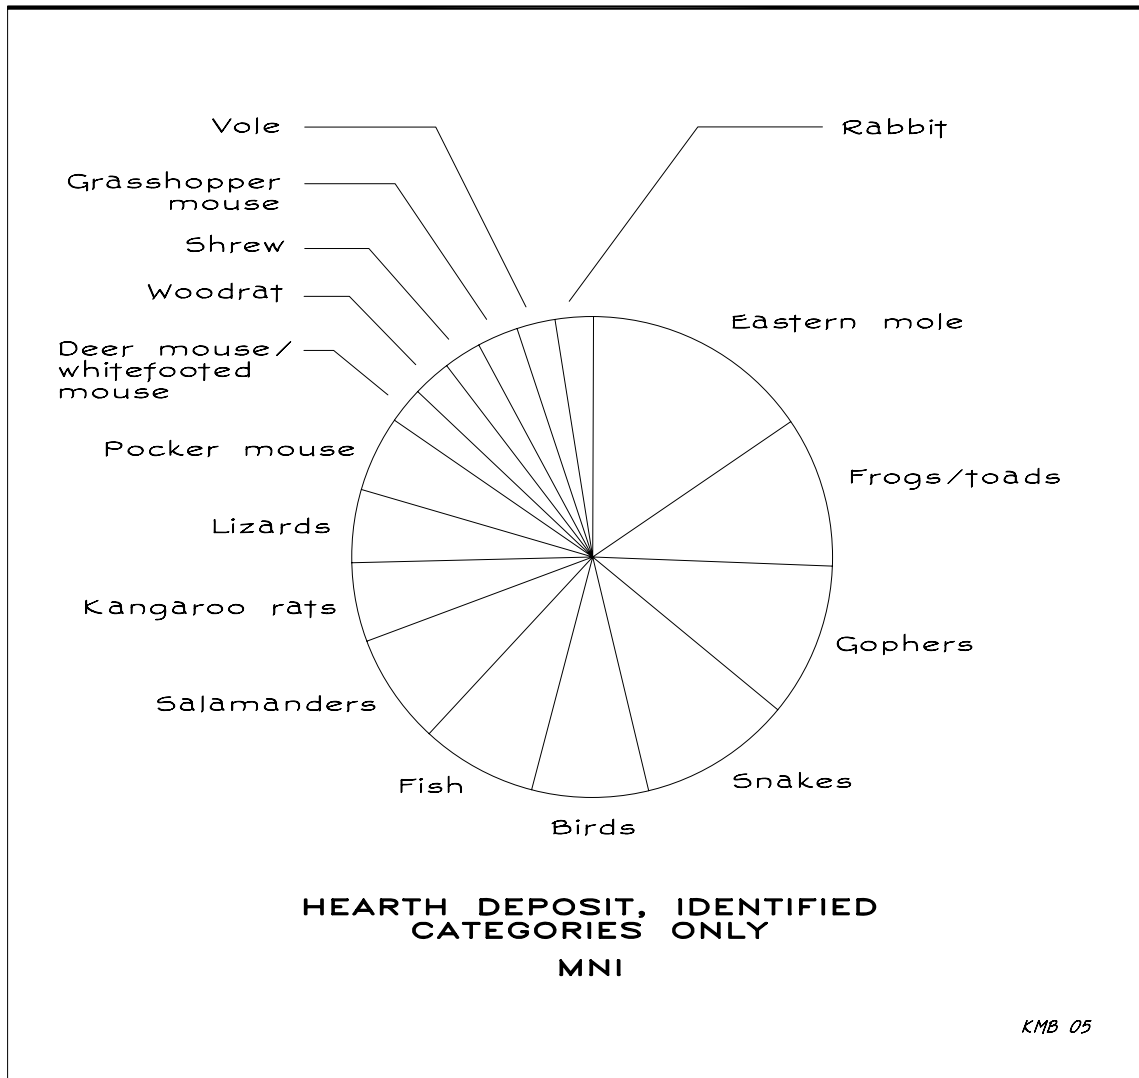 Vole
Rabbit
Grasshopper
mouse
Shrew
Woodrat
Eastern mole
Deer mouse/
whitefooted
mouse
Pocker mouse
Frogs/toads
Lizards
Kangaroo rats
Gophers
Salamanders
Snakes
Fish
Birds
HEARTH DEPOSIT, IDENTIFIED
CATEGORIES ONLY
MNI
KMB 05